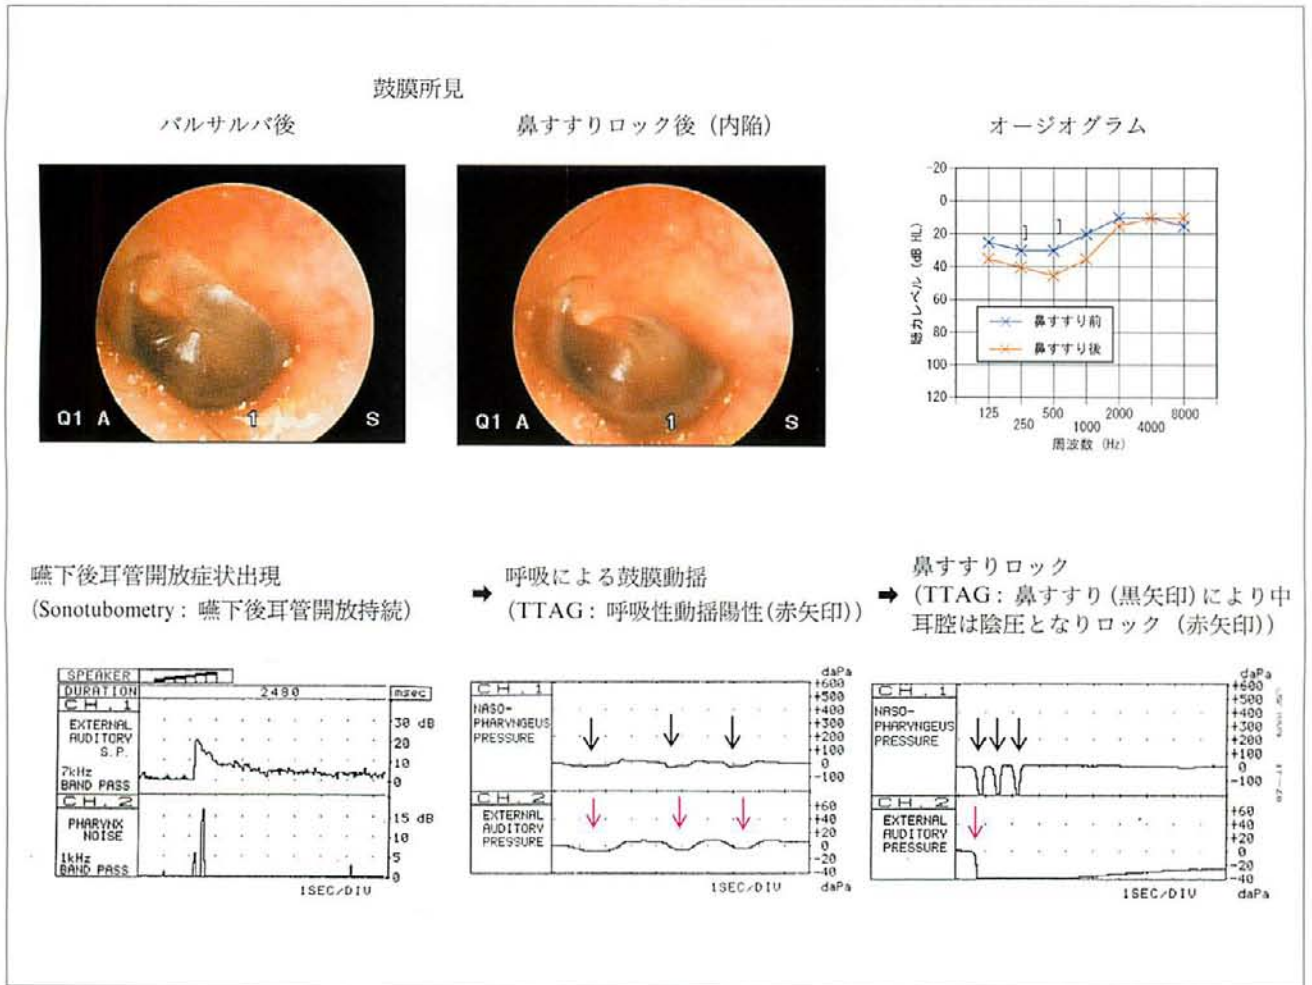 鼓膜所見
バルサルバ後
鼻すすりロック後（内陥）
オージオグラム
Q1 A 1 S
Q1 A 1 S
-20
0
20
40
60
80
100
120
聴力レベル (dB HL)
鼻すすり前
鼻すすり後
125 500 2000 8000
250 1000 4000
周波数 (Hz)
嚥下後耳管開放症状出現
(Sonotubometry：嚥下後耳管開放持続)
➡ 呼吸による鼓膜動揺
(TTAG：呼吸性動揺陽性(赤矢印))
➡ 鼻すすりロック
(TTAG：鼻すすり(黒矢印)により中
耳腔は陰圧となりロック（赤矢印))
SPEAKER
DURATION 2480 msec
CH.1
EXTERNAL
AUDITORY
S.P.
7kHz
BAND PASS
30 dB
20
10
0
CH.2
PHARYNX
NOISE
1kHz
BAND PASS
15 dB
10
5
0
1SEC/DIV
daPa
CH.1
NASO-
PHARYNGEUS
PRESSURE
+600
+500
+400
+300
+200
+100
0
-100
CH.2
EXTERNAL
AUDITORY
PRESSURE
+60
+40
+20
0
-20
-40
1SEC/DIV daPa
daPa
CH.1
NASO-
PHARYNGEUS
PRESSURE
+600
+500
+400
+300
+200
+100
0
-100
CH.2
EXTERNAL
AUDITORY
PRESSURE
+60
+40
+20
0
-20
-40
1SEC/DIV daPa